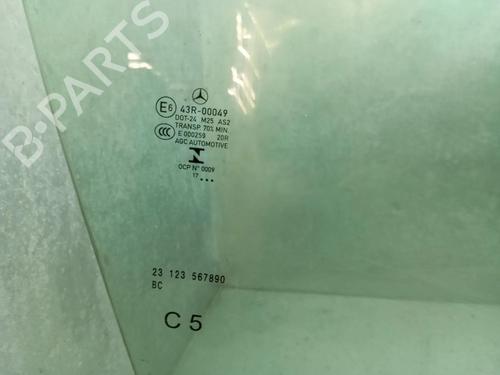 E6 43R-00049
DOT-24 M25 AS2
TRANSP. 70% MIN.
CCC E 000259 20R
AGC AUTOMOTIVE
OCP N° 0009
17 ...
23 123 567890
BC
C 5